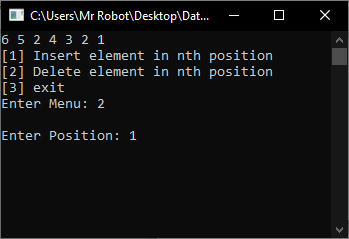 C:\Users\Mr Robot\Desktop\Dat...
6 5 2 4 3 2 1
[1] Insert element in nth position
[2] Delete element in nth position
[3] exit
Enter Menu: 2
Enter Position: 1